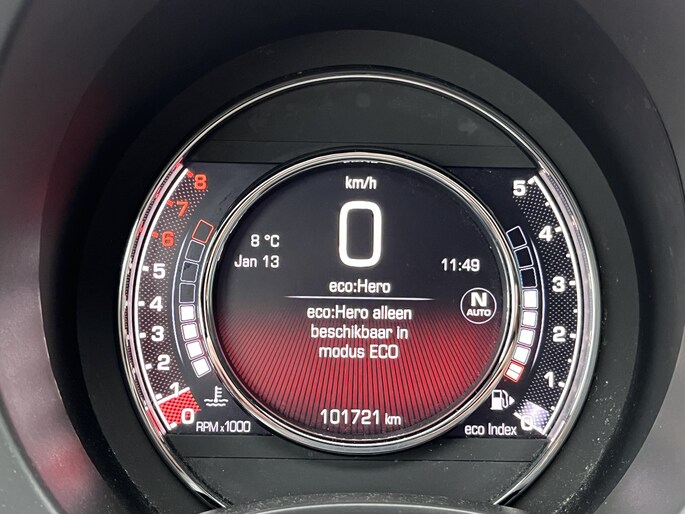 km/h
0
8 °C
Jan 13
11:49
eco:Hero
eco:Hero alleen
beschikbaar in
modus ECO
N
AUTO
101721 km
8
7
6
5
4
3
2
1
0
RPM x1000
5
4
3
2
1
0
eco Index